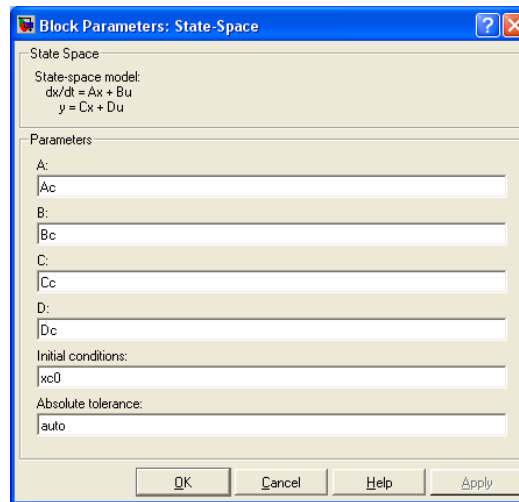 Block Parameters: State-Space
State Space
State-space model:
dx/dt = Ax + Bu
y = Cx + Du
Parameters
A:
Ac
B:
Bc
C:
Cc
D:
Dc
Initial conditions:
xc0
Absolute tolerance:
auto
OK Cancel Help Apply